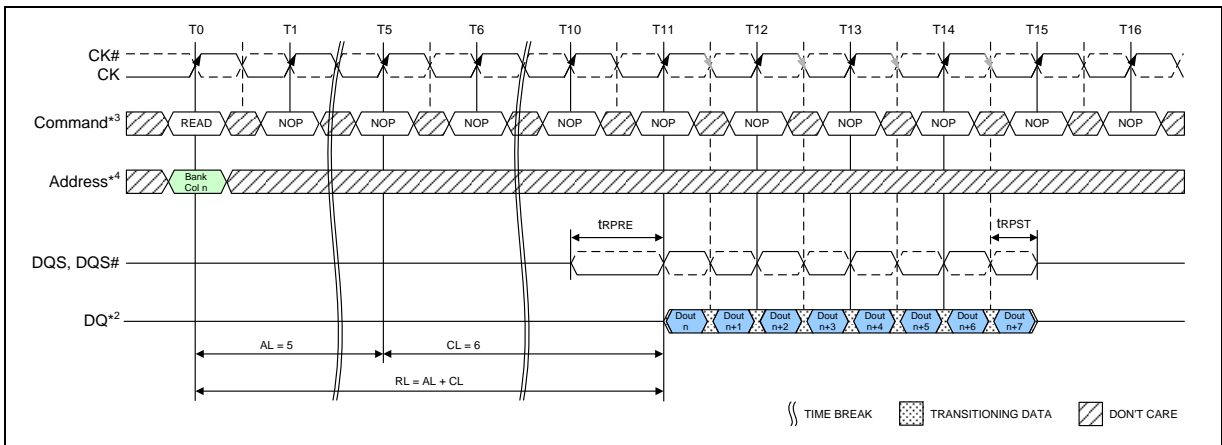 T0 T1 T5 T6 T10 T11 T12 T13 T14 T15 T16
CK#
CK
Command*3 READ NOP NOP NOP NOP NOP NOP NOP NOP NOP NOP
Address*4 Bank Col n
tRPRE tRPST
DQS, DQS#
DQ*2 Dout n Dout n+1 Dout n+2 Dout n+3 Dout n+4 Dout n+5 Dout n+6 Dout n+7
AL = 5 CL = 6
RL = AL + CL
TIME BREAK TRANSITIONING DATA DON'T CARE